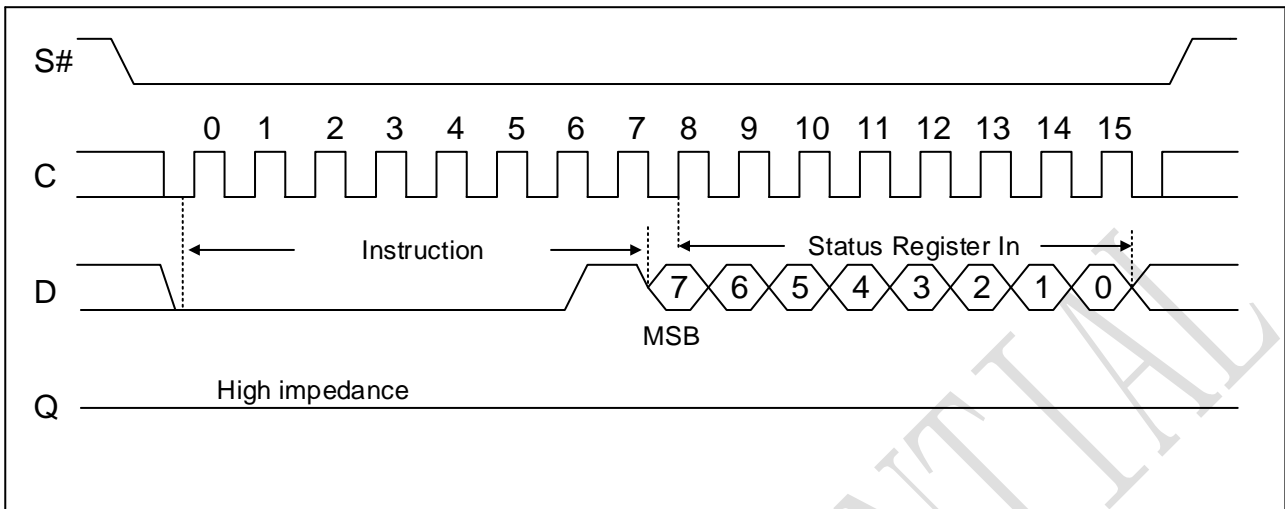 S#
0 1 2 3 4 5 6 7 8 9 10 11 12 13 14 15
C
Instruction
Status Register In
D
7 6 5 4 3 2 1 0
MSB
High impedance
Q
NTIAL